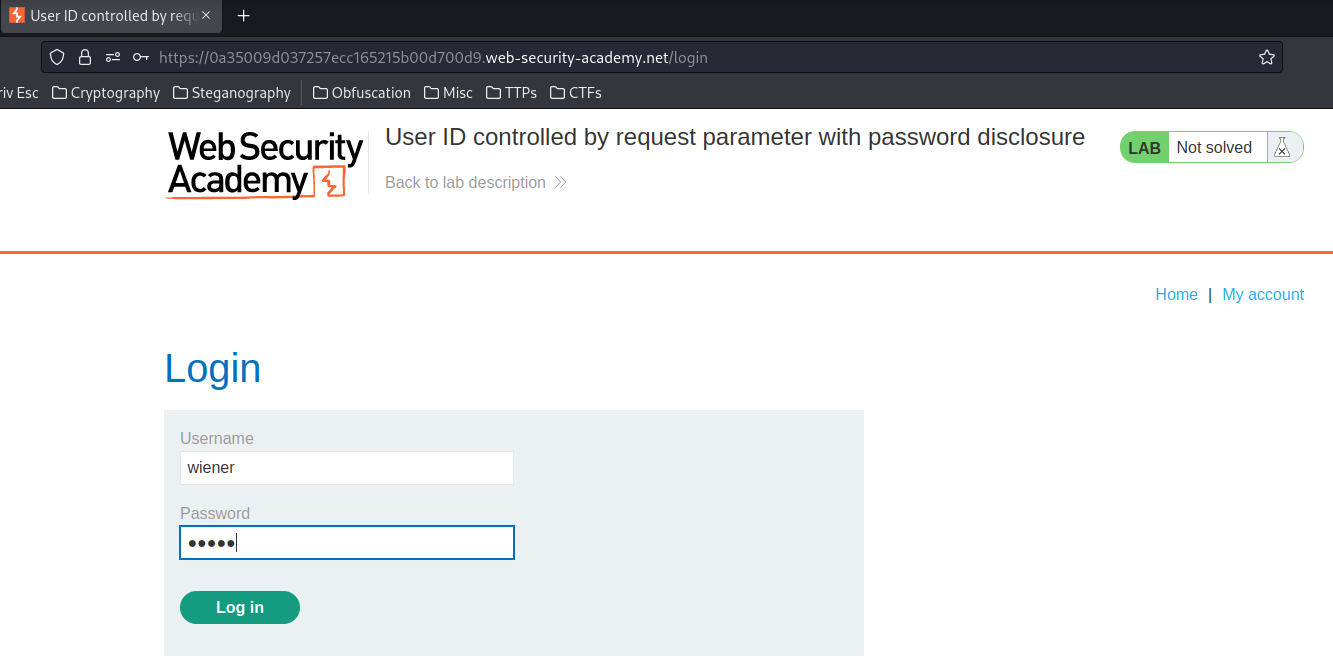 User ID controlled by requ
https://0a35009d037257ecc165215b00d700d9.web-security-academy.net/login
riv Esc Cryptography Steganography Obfuscation Misc TTPs CTFs
Web Security
Academy
User ID controlled by request parameter with password disclosure
Back to lab description
LAB Not solved
Home | My account
Login
Username
wiener
Password
•••••
Log in